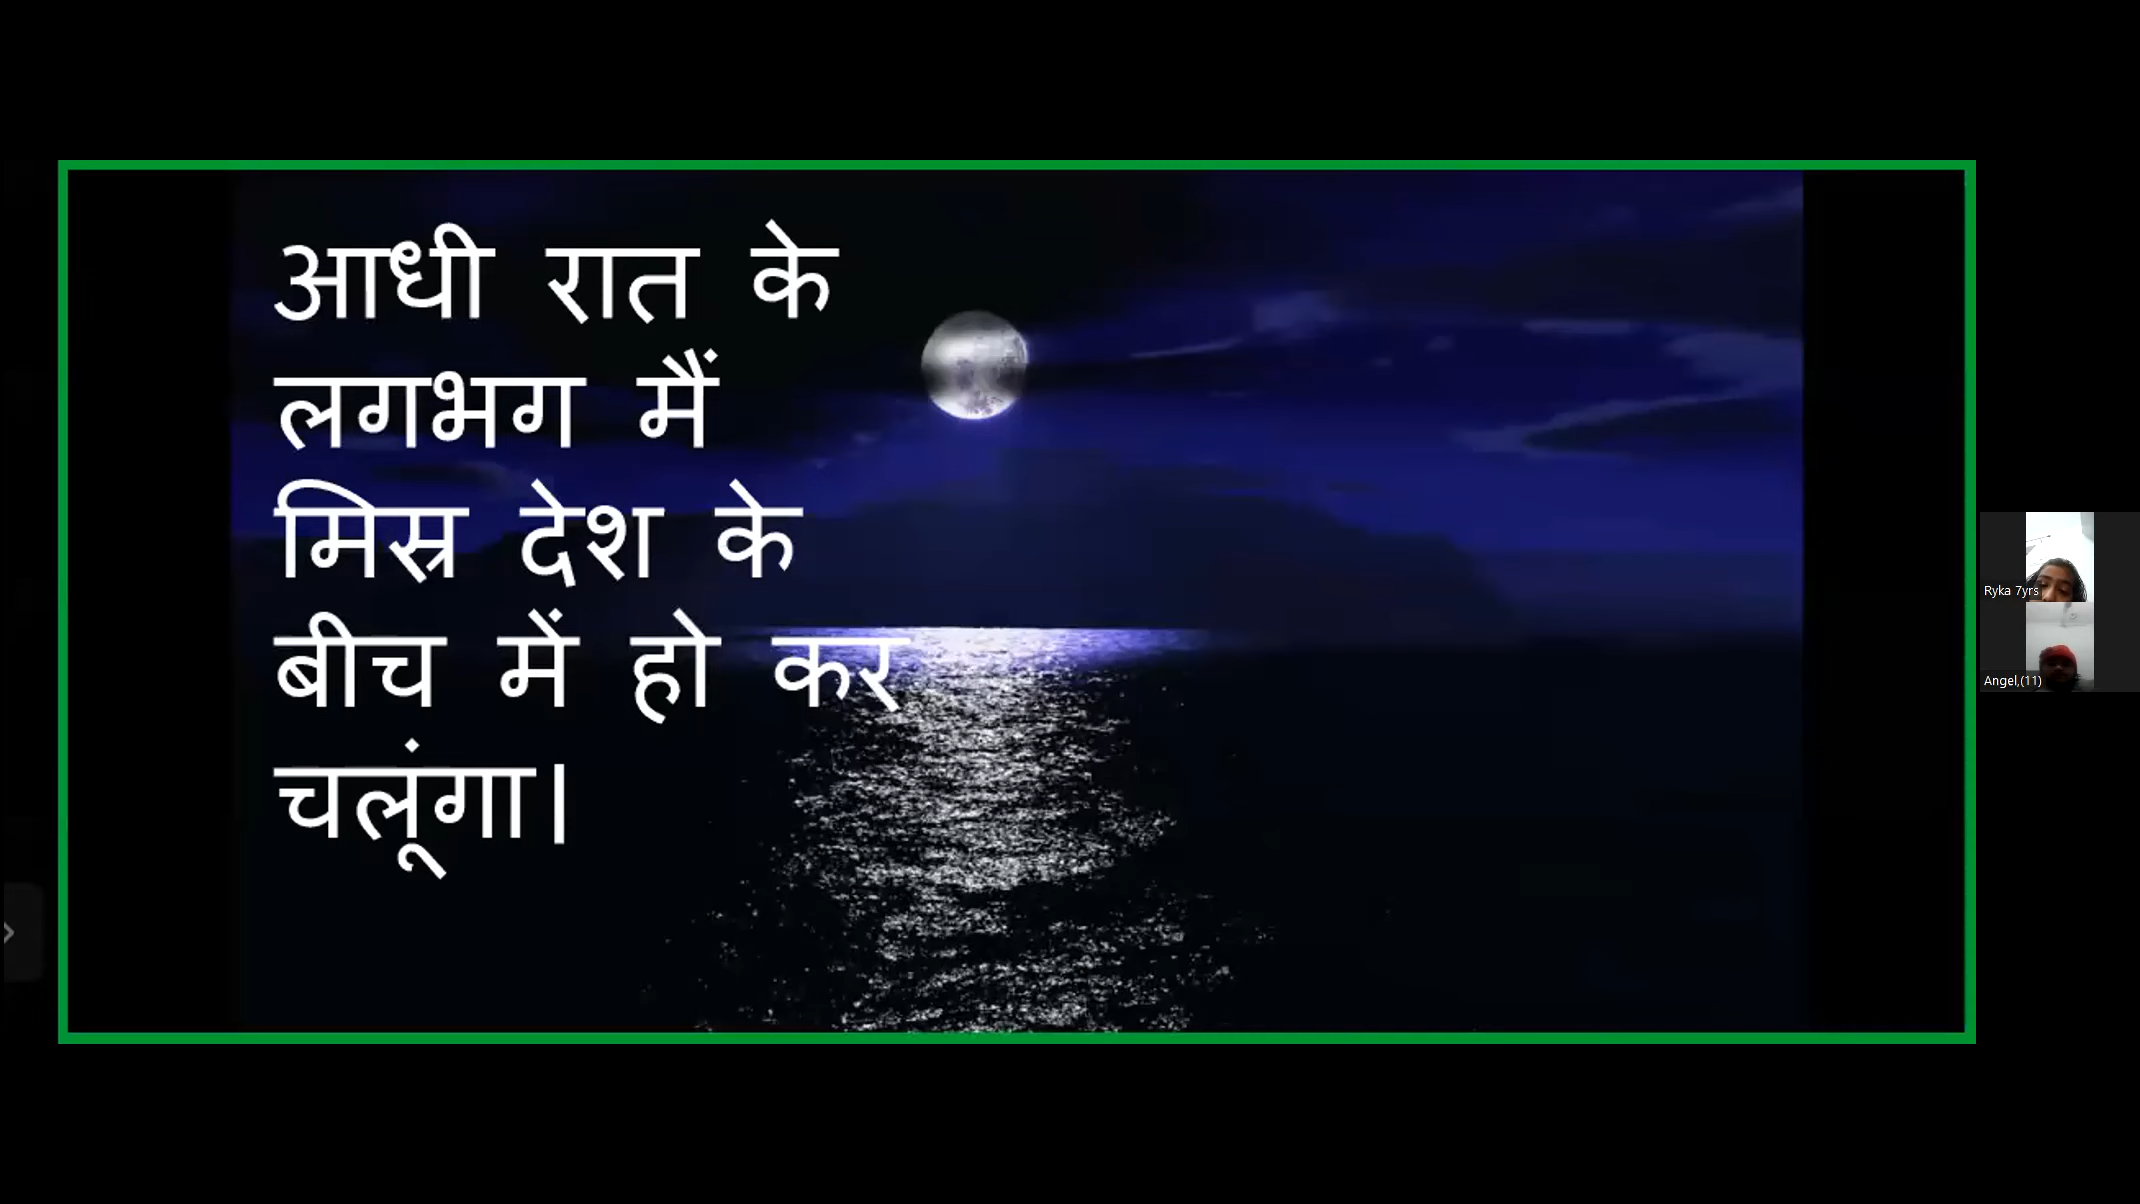 आधी रात के
लगभग मैं
मिस्र देश के
बीच में हो कर
चलूंगा।
Ryka 7yrs
Angel,(11)